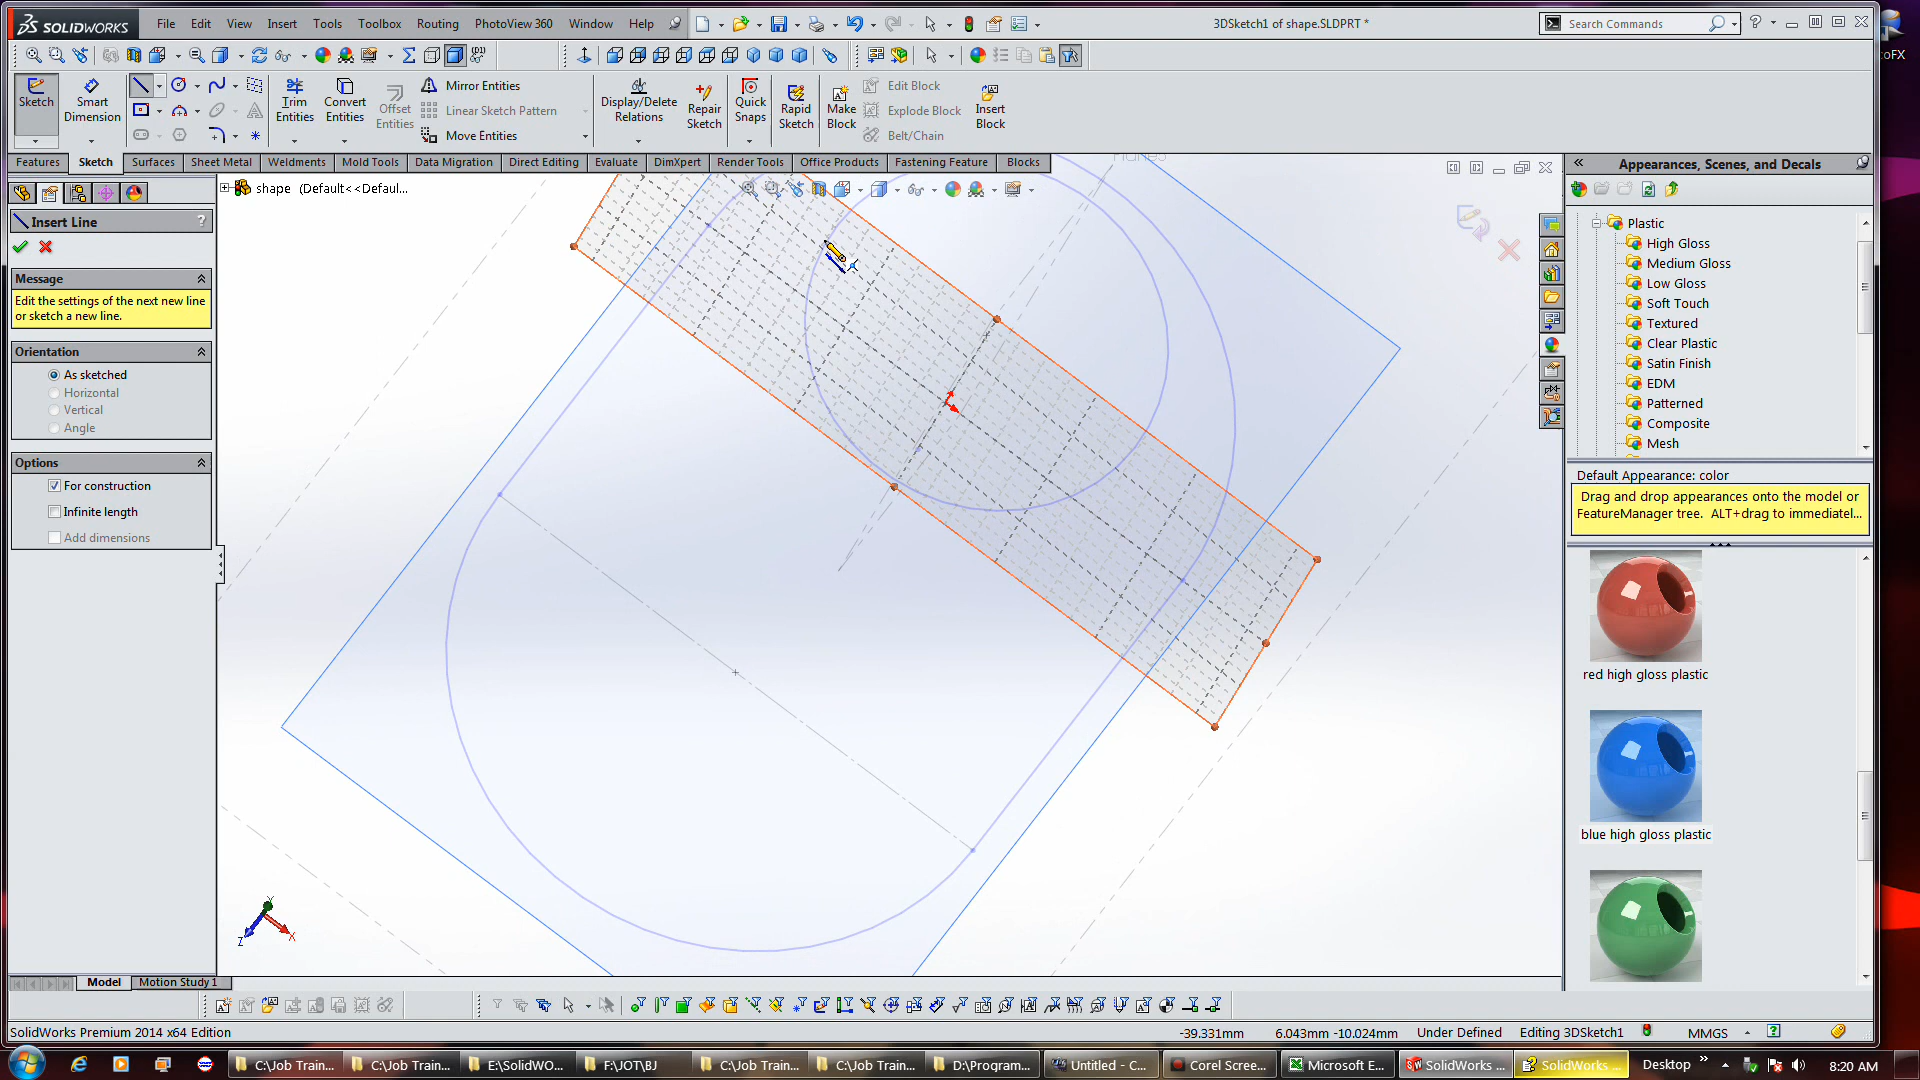 SOLIDWORKS
File Edit View Insert Tools Toolbox Routing PhotoView 360 Window Help
3DSketch1 of shape.SLDPRT *
Search Commands
oFX
Sketch
Smart Dimension
Trim Entities
Convert Entities
Offset Entities
Mirror Entities
Linear Sketch Pattern
Move Entities
Display/Delete Relations
Repair Sketch
Quick Snaps
Rapid Sketch
Make Block
Edit Block
Explode Block
Belt/Chain
Insert Block
Features Sketch Surfaces Sheet Metal Weldments Mold Tools Data Migration Direct Editing Evaluate DimXpert Render Tools Office Products Fastening Feature Blocks
Appearances, Scenes, and Decals
shape (Default<<Defaul...
Insert Line ?
Message
Edit the settings of the next new line
or sketch a new line.
Orientation
As sketched
Horizontal
Vertical
Angle
Options
For construction
Infinite length
Add dimensions
Plastic
High Gloss
Medium Gloss
Low Gloss
Soft Touch
Textured
Clear Plastic
Satin Finish
EDM
Patterned
Composite
Mesh
Default Appearance: color
Drag and drop appearances onto the model or
FeatureManager tree. ALT+drag to immediatel...
red high gloss plastic
blue high gloss plastic
Y
Z
X
Model Motion Study 1
SolidWorks Premium 2014 x64 Edition
-39.331mm 6.043mm -10.024mm Under Defined Editing 3DSketch1 MMGS
C:\Job Train... C:\Job Train... E:\SolidWO... F:\JOT\BJ C:\Job Train... C:\Job Train... D:\Program... Untitled - C... Corel Scree... Microsoft E... SolidWorks ... SolidWorks ... Desktop 8:20 AM